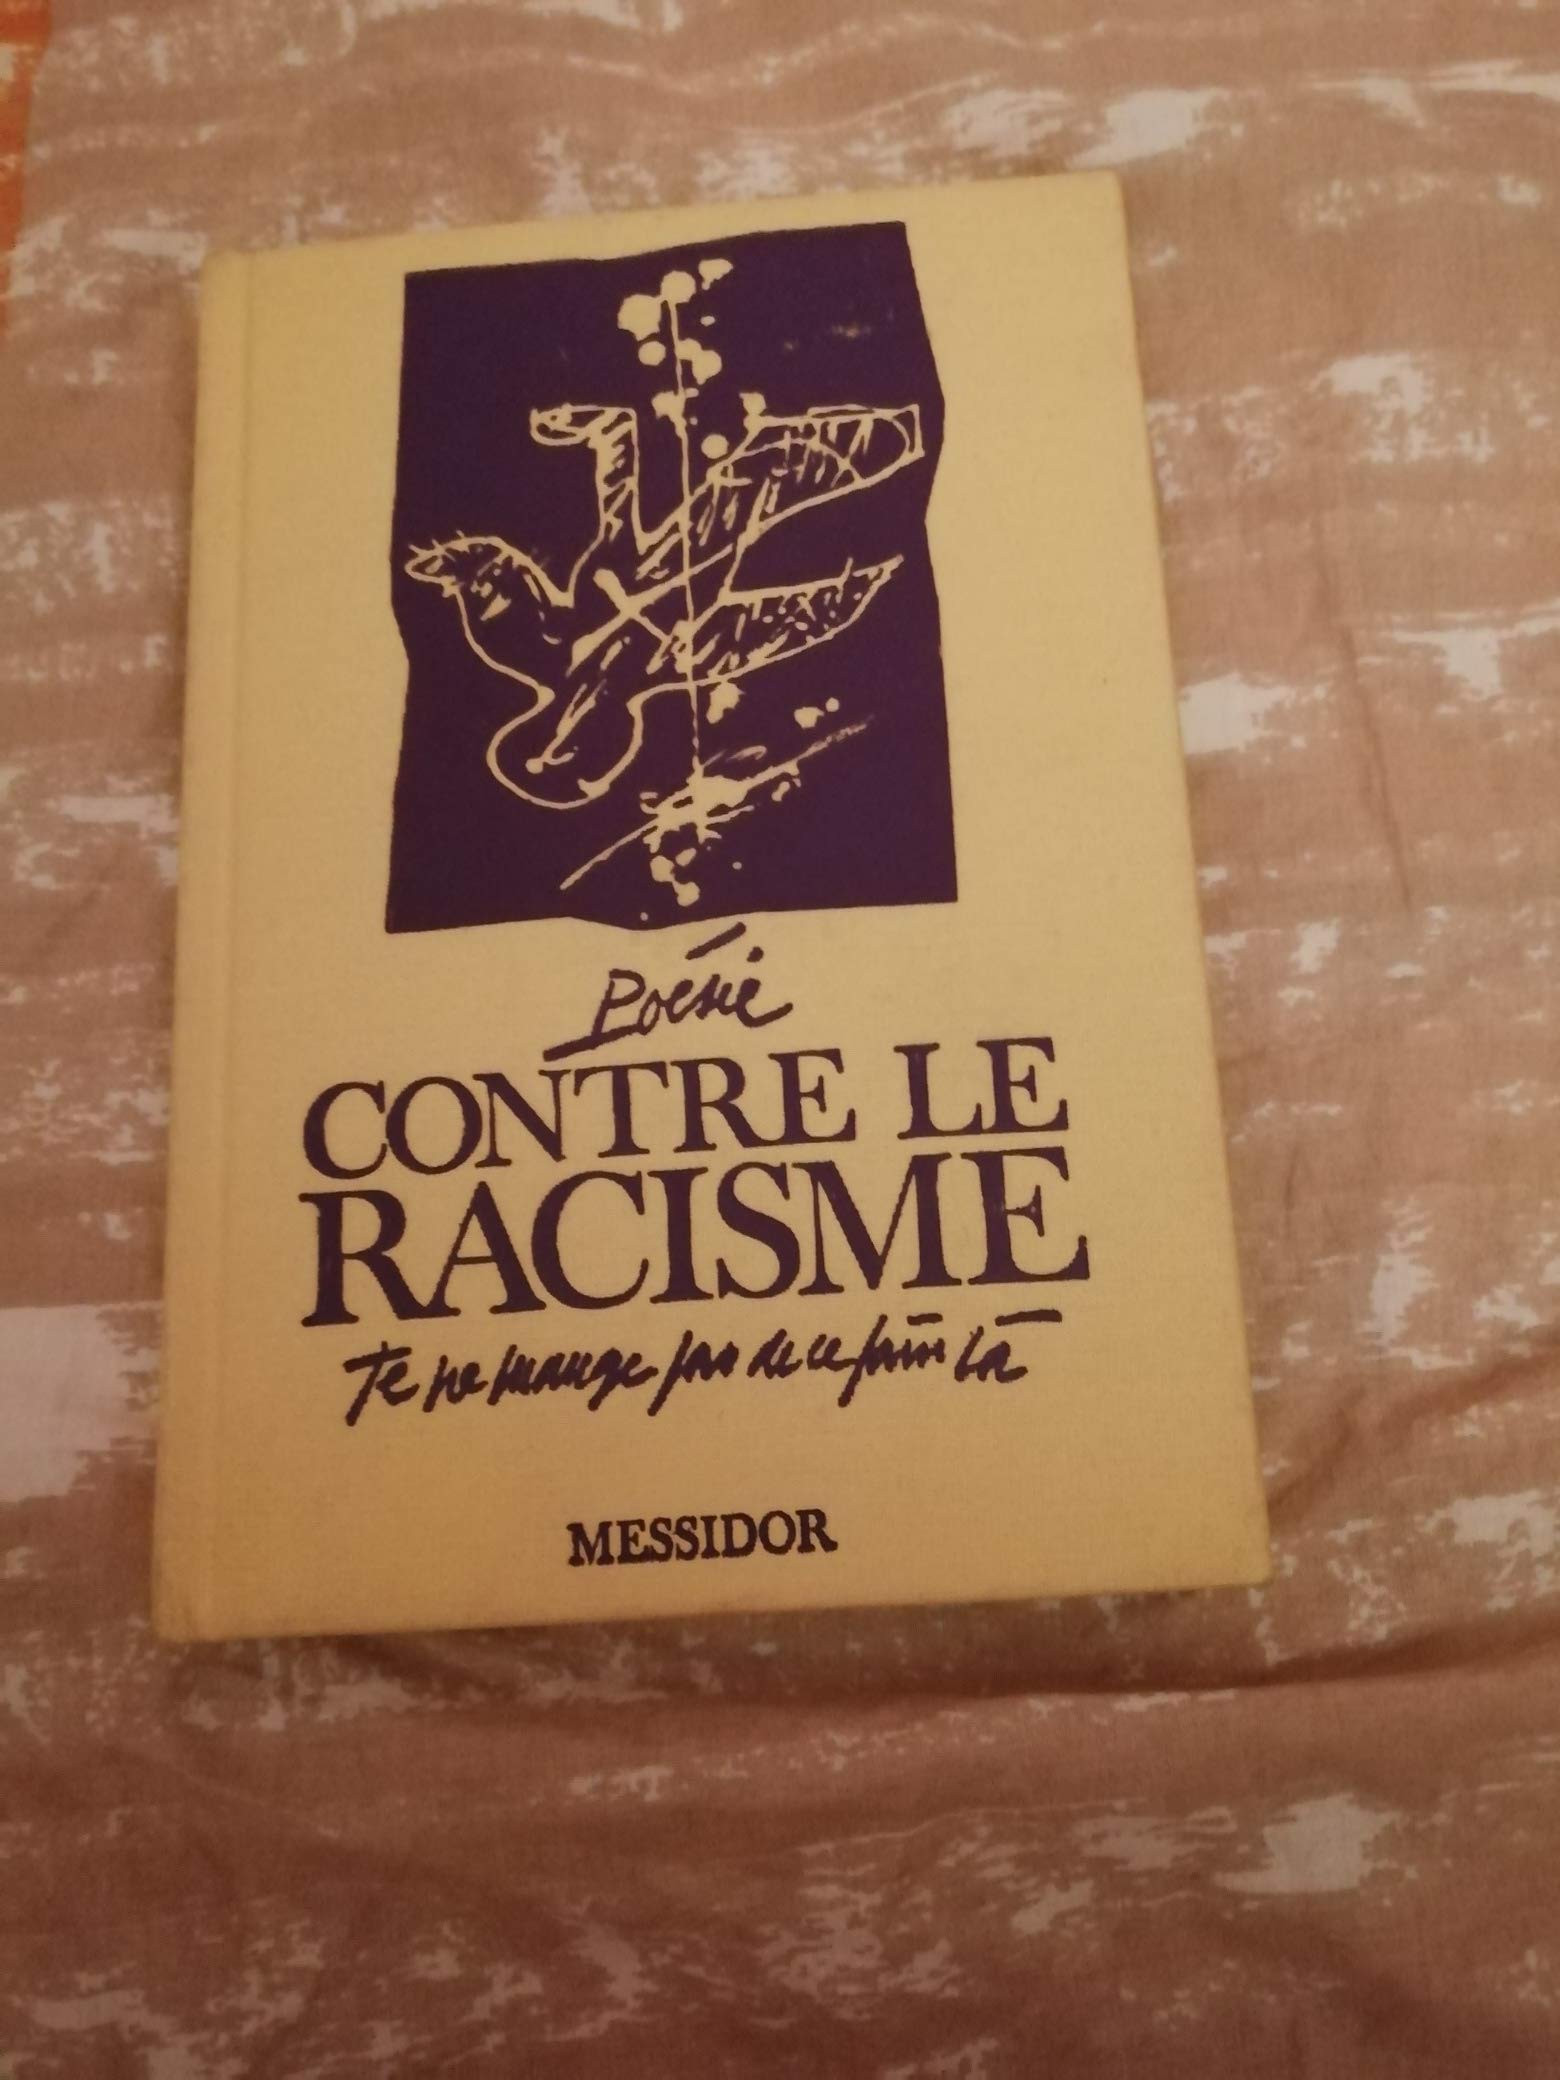 Poésie
CONTRE LE
RACISME
Je ne mange pas de ce pain là
MESSIDOR